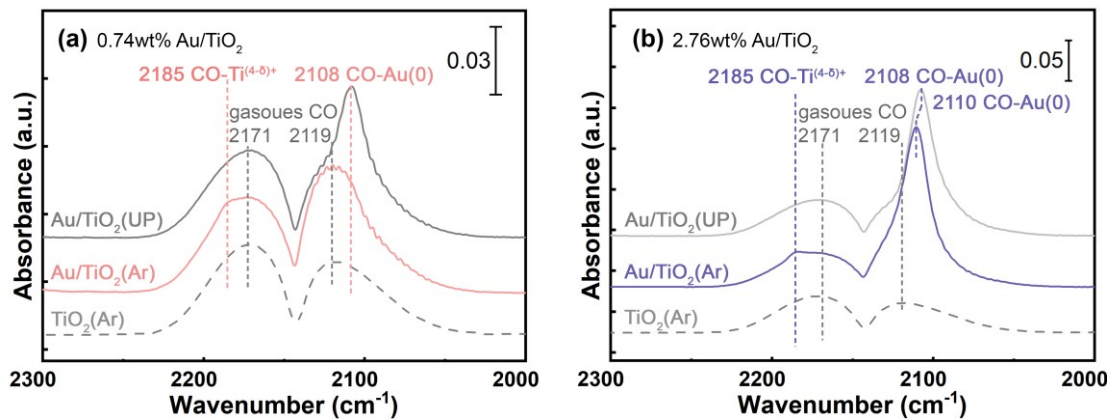 (a) 0.74wt% Au/TiO₂
0.03
2185 CO-Ti⁽⁴⁻ᵟ⁾⁺ 2108 CO-Au(0)
gasoues CO
2171 2119
Au/TiO₂(UP)
Au/TiO₂(Ar)
TiO₂(Ar)
Absorbance (a.u.)
2300 2200 2100 2000
Wavenumber (cm⁻¹)
(b) 2.76wt% Au/TiO₂
0.05
2185 CO-Ti⁽⁴⁻ᵟ⁾⁺ 2108 CO-Au(0)
2110 CO-Au(0)
gasoues CO
2171 2119
Au/TiO₂(UP)
Au/TiO₂(Ar)
TiO₂(Ar)
Absorbance (a.u.)
2300 2200 2100 2000
Wavenumber (cm⁻¹)